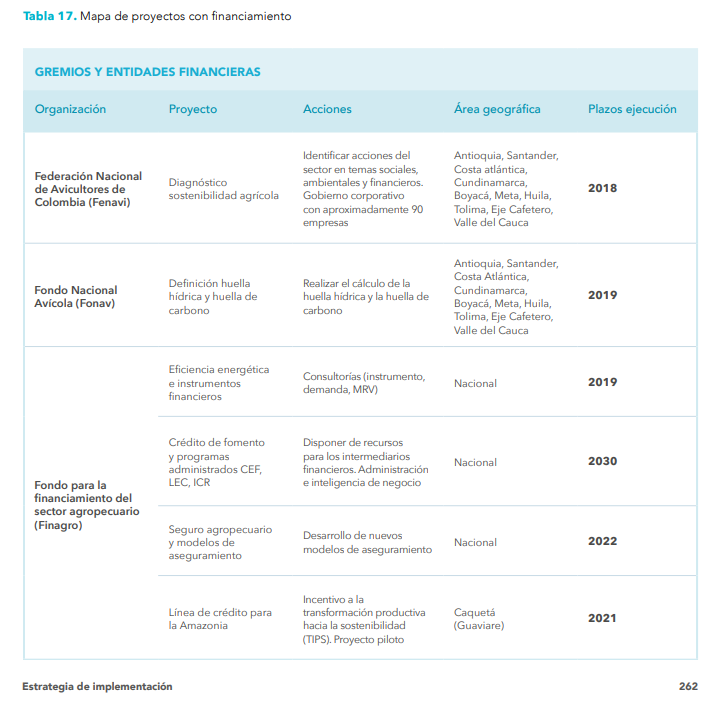 Tabla 17. Mapa de proyectos con financiamiento
GREMIOS Y ENTIDADES FINANCIERAS
Organización Proyecto Acciones Área geográfica Plazos ejecución
Federación Nacional
de Avicultores de
Colombia (Fenavi)
Diagnóstico
sostenibilidad agrícola
Identificar acciones del
sector en temas sociales,
ambientales y financieros.
Gobierno corporativo
con aproximadamente 90
empresas
Antioquia, Santander,
Costa atlántica,
Cundinamarca,
Boyacá, Meta, Huila,
Tolima, Eje Cafetero,
Valle del Cauca
2018
Fondo Nacional
Avícola (Fonav)
Definición huella
hídrica y huella de
carbono
Realizar el cálculo de la
huella hídrica y la huella de
carbono
Antioquia, Santander,
Costa Atlántica,
Cundinamarca,
Boyacá, Meta, Huila,
Tolima, Eje Cafetero,
Valle del Cauca
2019
Fondo para la
financiamiento del
sector agropecuario
(Finagro)
Eficiencia energética
e instrumentos
financieros
Consultorías (instrumento,
demanda, MRV)
Nacional
2019
Crédito de fomento
y programas
administrados CEF,
LEC, ICR
Disponer de recursos
para los intermediarios
financieros. Administración
e inteligencia de negocio
Nacional
2030
Seguro agropecuario
y modelos de
aseguramiento
Desarrollo de nuevos
modelos de aseguramiento
Nacional
2022
Línea de crédito para
la Amazonia
Incentivo a la
transformación productiva
hacia la sostenibilidad
(TIPS). Proyecto piloto
Caquetá
(Guaviare)
2021
Estrategia de implementación 262